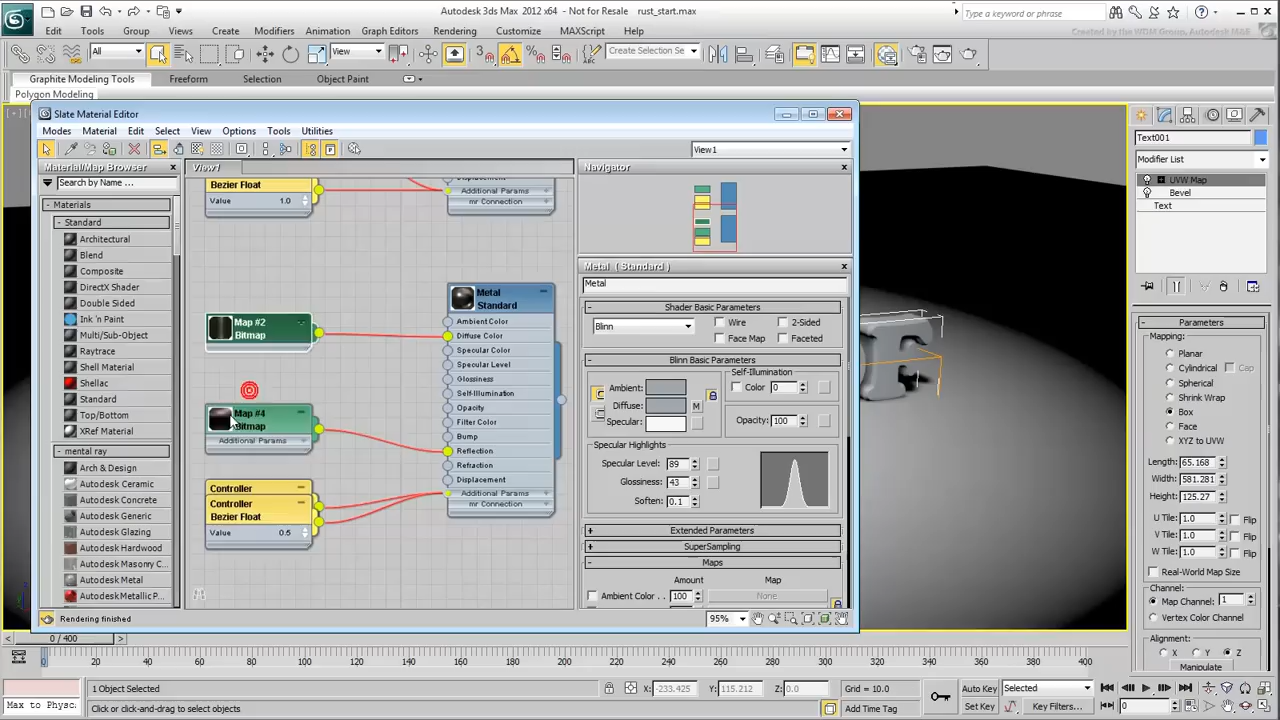 Autodesk 3ds Max 2012 x64 - Not for Resale rust_start.max
Type a keyword or phrase
Edit Tools Group Views Create Modifiers Animation Graph Editors Rendering Customize MAXScript Help
Created by the WDM Group, Autodesk M&E
All View Create Selection Se
Graphite Modeling Tools Freeform Selection Object Paint
Polygon Modeling
Slate Material Editor
Modes Material Edit Select View Options Tools Utilities
View1
Material/Map Browser
Search by Name ...
- Materials
- Standard
Architectural
Blend
Composite
DirectX Shader
Double Sided
Ink 'n Paint
Multi/Sub-Object
Raytrace
Shell Material
Shellac
Standard
Top/Bottom
XRef Material
- mental ray
Arch & Design
Autodesk Ceramic
Autodesk Concrete
Autodesk Generic
Autodesk Glazing
Autodesk Hardwood
Autodesk Masonry C
Autodesk Metal
Autodesk Metallic P
View1
Bezier Float
Value 1.0
Additional Params
mr Connection
Map #2
Bitmap
Map #4
Bitmap
Additional Params
Controller
Controller
Bezier Float
Value 0.5
Metal
Standard
Ambient Color
Diffuse Color
Specular Color
Specular Level
Glossiness
Self-Illumination
Opacity
Filter Color
Bump
Reflection
Refraction
Displacement
Additional Params
mr Connection
Navigator
Metal ( Standard )
Metal
- Shader Basic Parameters
Blinn Wire 2-Sided
Face Map Faceted
- Blinn Basic Parameters
Self-Illumination
Ambient: Color 0
Diffuse: M
Specular: Opacity: 100
Specular Highlights
Specular Level: 89
Glossiness: 43
Soften: 0.1
+ Extended Parameters
+ SuperSampling
- Maps
Amount Map
Ambient Color . . 100 None
Rendering finished
95%
Text001
Modifier List
UVW Map
Bevel
Text
- Parameters
Mapping:
Planar
Cylindrical Cap
Spherical
Shrink Wrap
Box
Face
XYZ to UVW
Length: 65.168
Width: 581.281
Height: 125.27
U Tile: 1.0 Flip
V Tile: 1.0 Flip
W Tile: 1.0 Flip
Real-World Map Size
Channel:
Map Channel: 1
Vertex Color Channel
Alignment:
X Y Z
Manipulate
0 / 400
0 20 40 60 80 100 120 140 160 180 200 220 240 260 280 300 320 340 360 380 400
1 Object Selected X: -233.425 Y: 115.212 Z: 0.0 Grid = 10.0 Auto Key Selected
Max to Physc
Click or click-and-drag to select objects Add Time Tag Set Key Key Filters... 0